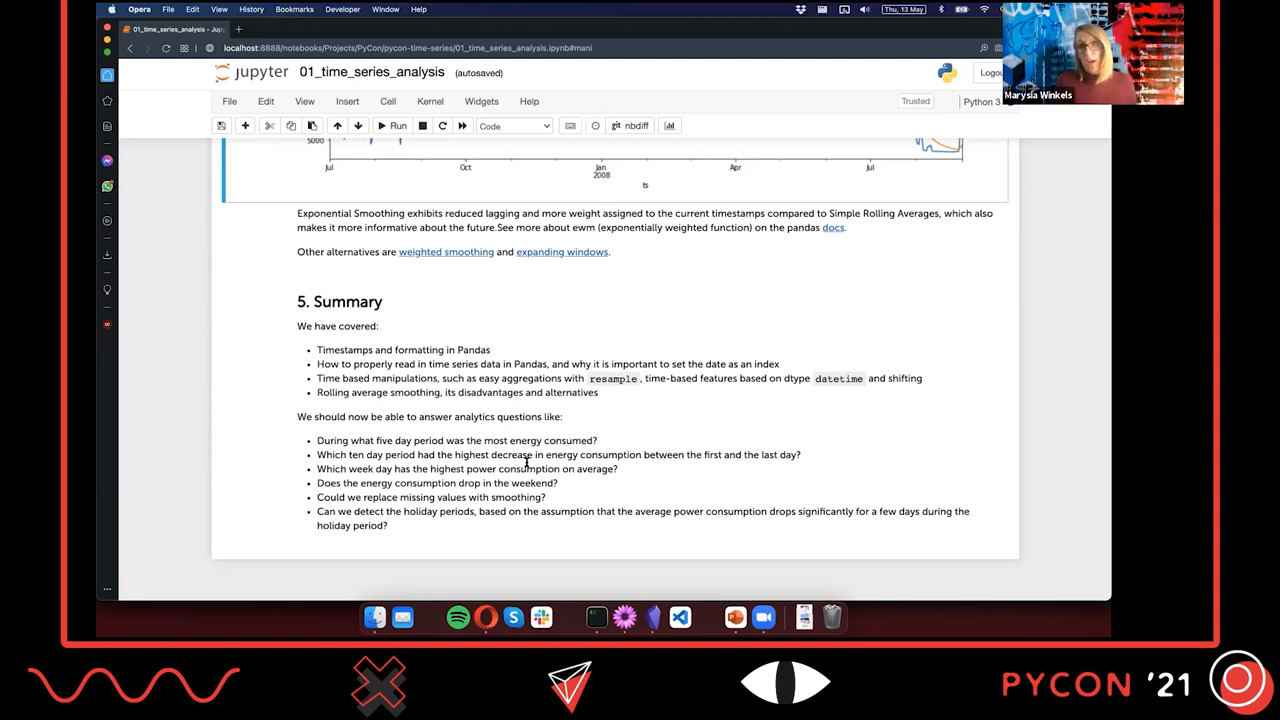 Opera File Edit View History Bookmarks Developer Window Help Thu, 13 May
01_time_series_analysis - Jup
localhost:8888/notebooks/Projects/PyCon/pycon-time-series/01_time_series_analysis.ipynb#mani
jupyter 01_time_series_analysis (autosaved)
Logou
Marysia Winkels
File Edit View Insert Cell Kernel Widgets Help Trusted Python 3
Run Code git nbdiff
5000
Jul Oct Jan Apr Jul
2008
ts
Exponential Smoothing exhibits reduced lagging and more weight assigned to the current timestamps compared to Simple Rolling Averages, which also
makes it more informative about the future.See more about ewm (exponentially weighted function) on the pandas docs.
Other alternatives are weighted smoothing and expanding windows.
5. Summary
We have covered:
• Timestamps and formatting in Pandas
• How to properly read in time series data in Pandas, and why it is important to set the date as an index
• Time based manipulations, such as easy aggregations with resample, time-based features based on dtype datetime and shifting
• Rolling average smoothing, its disadvantages and alternatives
We should now be able to answer analytics questions like:
• During what five day period was the most energy consumed?
• Which ten day period had the highest decrease in energy consumption between the first and the last day?
• Which week day has the highest power consumption on average?
• Does the energy consumption drop in the weekend?
• Could we replace missing values with smoothing?
• Can we detect the holiday periods, based on the assumption that the average power consumption drops significantly for a few days during the
holiday period?
PYCON '21